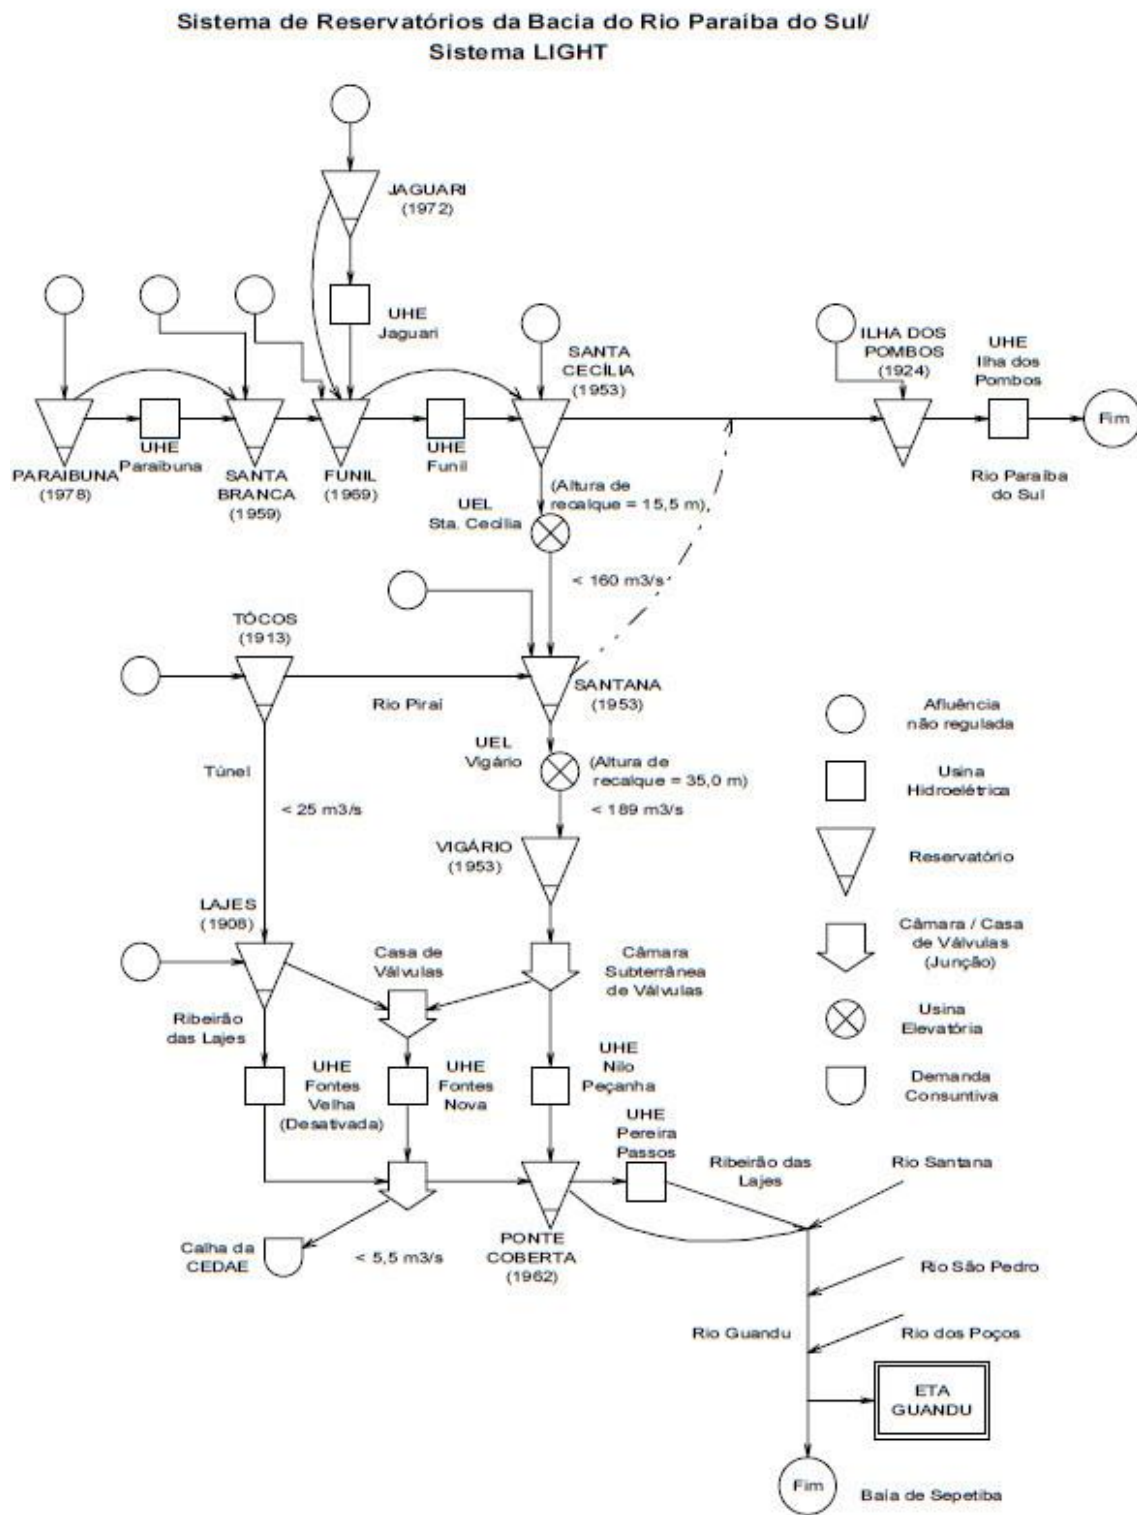 Sistema de Reservatórios da Bacia do Rio Paraíba do Sul/
Sistema LIGHT
JAGUARI
(1972)
UHE
Jaguari
SANTA
CECÍLIA
(1953)
ILHA DOS
POMBOS
(1924)
UHE
Ilha dos
Pombos
Fim
PARAIBUNA
(1978)
UHE
Paraibuna
SANTA
BRANCA
(1959)
FUNIL
(1969)
UHE
Funil
Rio Paraíba
do Sul
UEL
Sta. Cecília
(Altura de
recalque = 15,5 m)
< 160 m3/s
TÓCOS
(1913)
Rio Piraí
SANTANA
(1953)
Túnel
UEL
Vigário
(Altura de
recalque = 35,0 m)
< 25 m3/s
< 189 m3/s
VIGÁRIO
(1953)
LAJES
(1908)
Casa de
Válvulas
Câmara
Subterrânea
de Válvulas
Ribeirão
das Lajes
UHE
Fontes
Velha
(Desativada)
UHE
Fontes
Nova
UHE
Nilo
Peçanha
UHE
Pereira
Passos
Ribeirão das
Lajes
Rio Santana
Calha da
CEDAE
< 5,5 m3/s
PONTE
COBERTA
(1962)
Rio São Pedro
Rio Guandu
Rio dos Poços
ETA
GUANDU
Fim
Baía de Sepetiba
Afluência
não regulada
Usina
Hidroelétrica
Reservatório
Câmara / Casa
de Válvulas
(Junção)
Usina
Elevatória
Demanda
Consuntiva